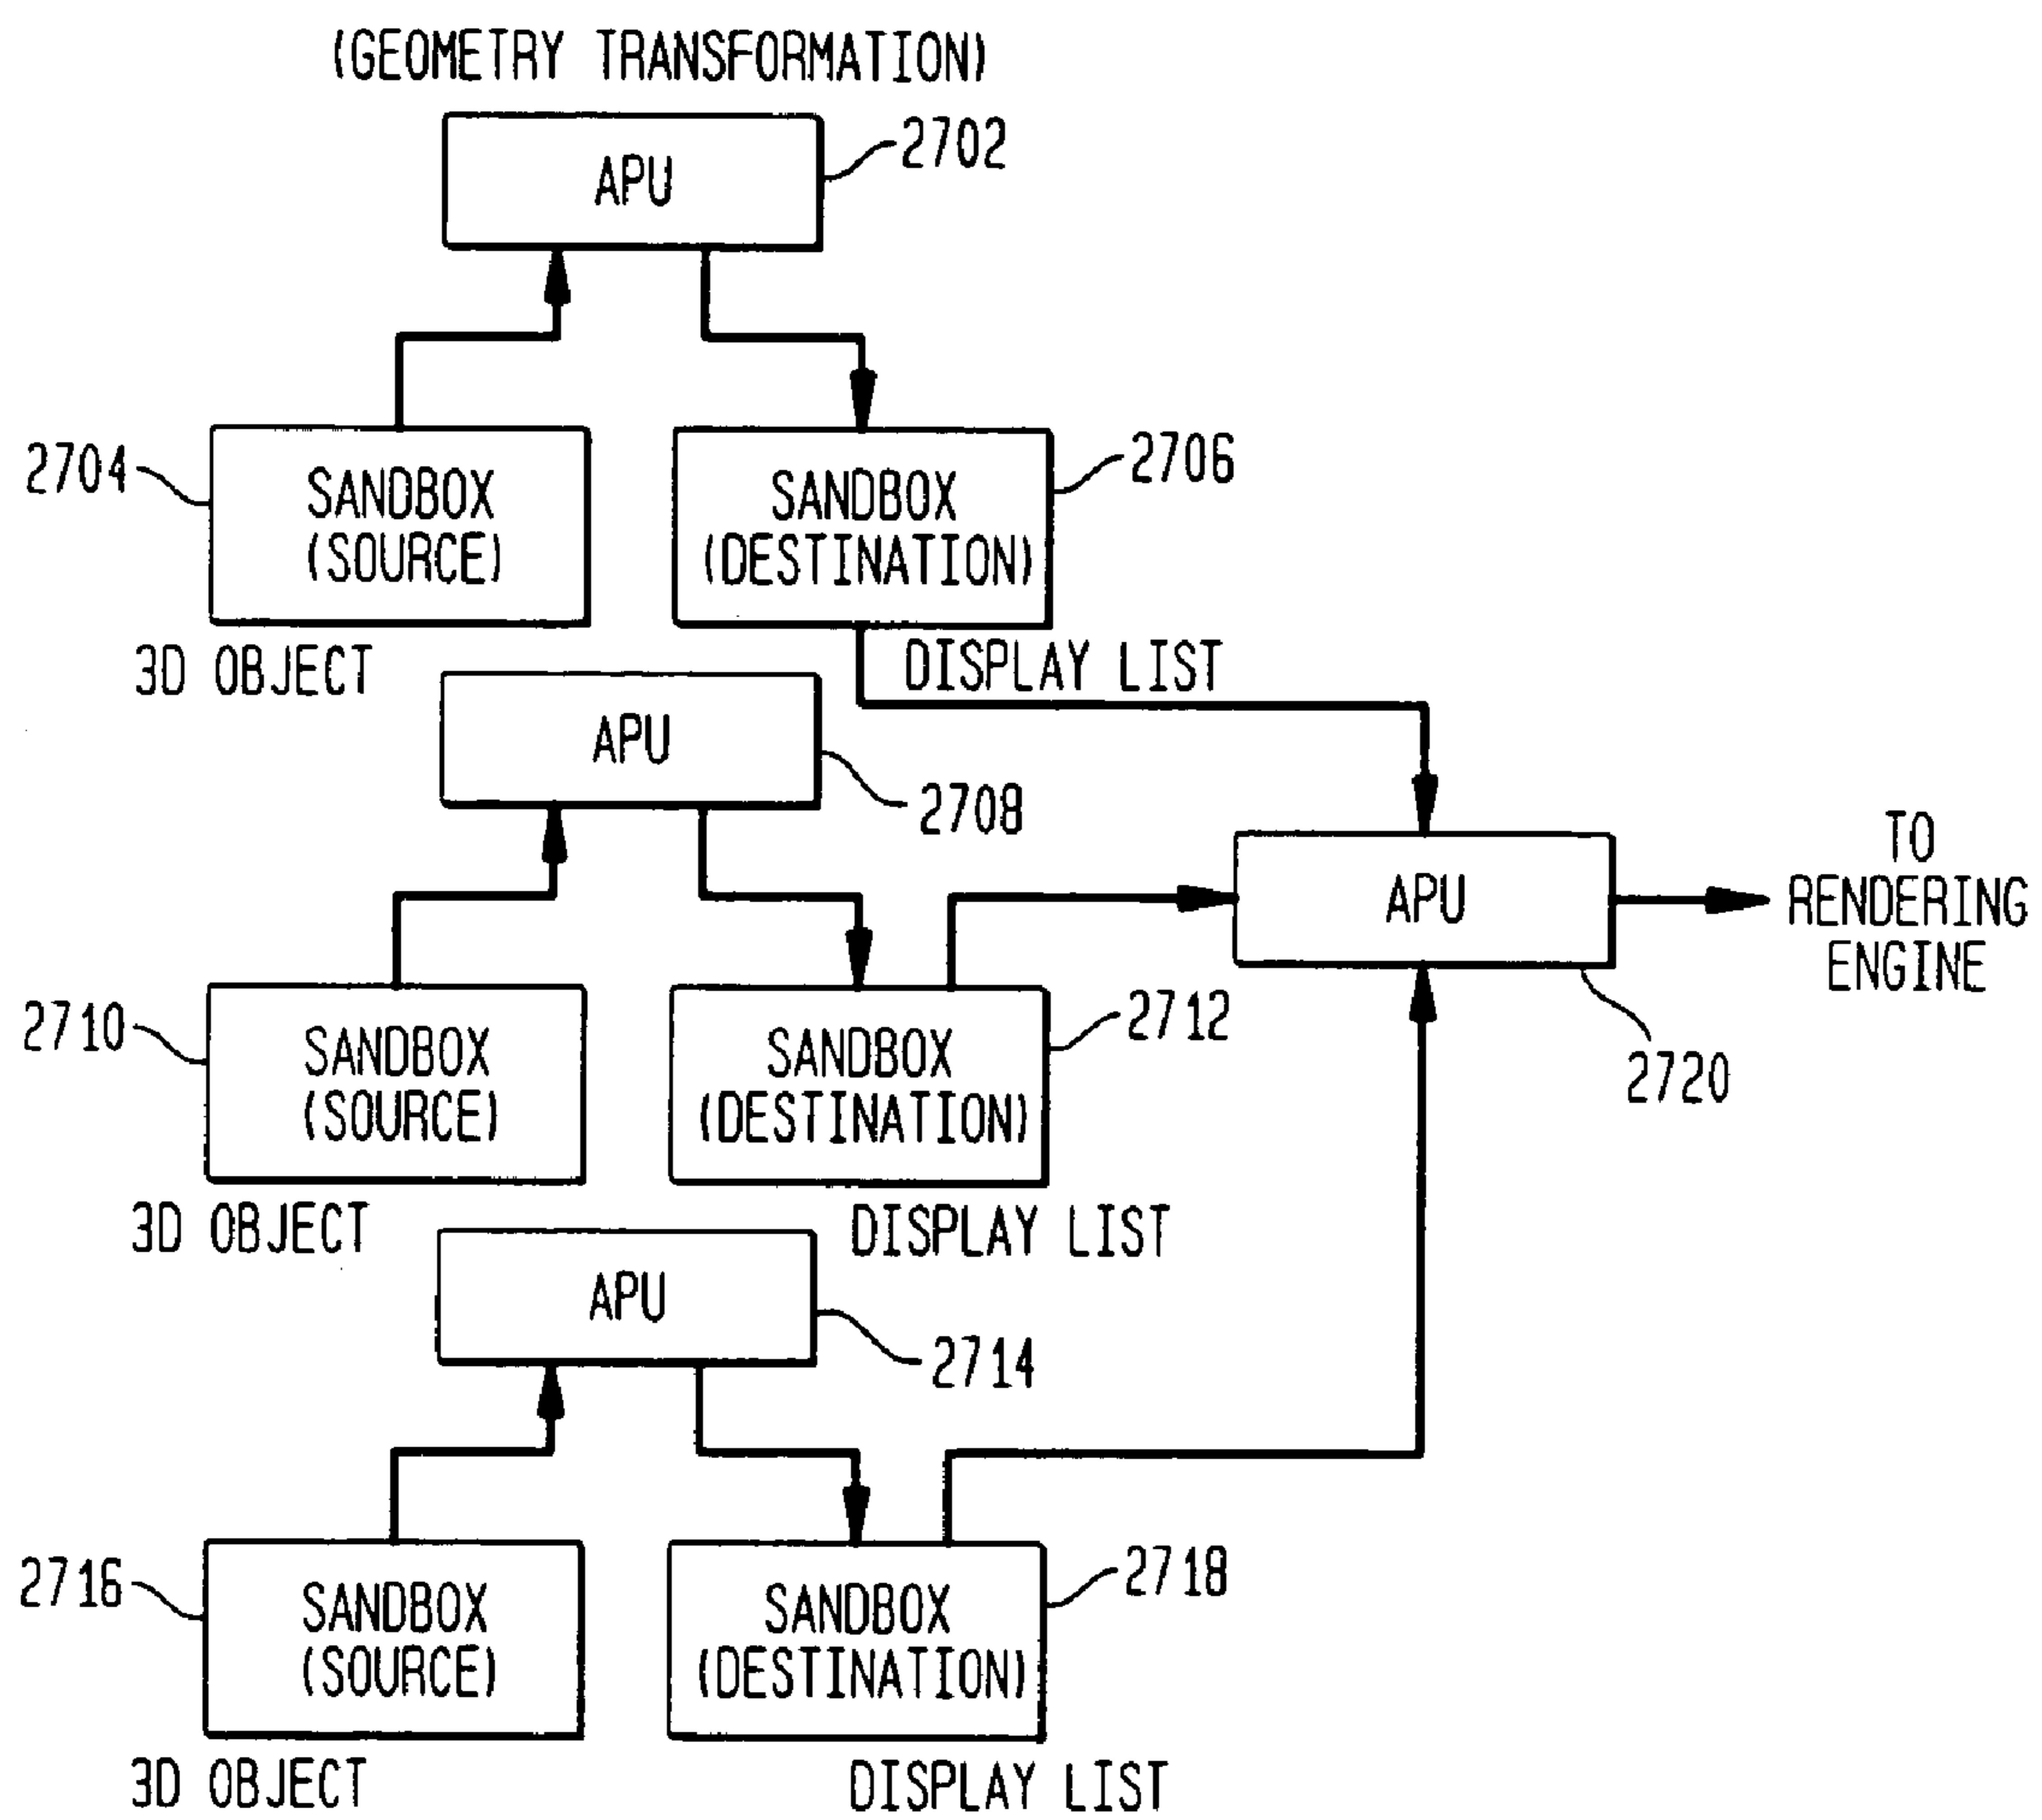 (GEOMETRY TRANSFORMATION)
APU
2702
2704
SANDBOX
(SOURCE)
SANDBOX
(DESTINATION)
2706
3D OBJECT
DISPLAY LIST
APU
2708
2710
SANDBOX
(SOURCE)
SANDBOX
(DESTINATION)
2712
APU
2720
TO
RENDERING
ENGINE
3D OBJECT
DISPLAY LIST
APU
2714
2716
SANDBOX
(SOURCE)
SANDBOX
(DESTINATION)
2718
3D OBJECT
DISPLAY LIST